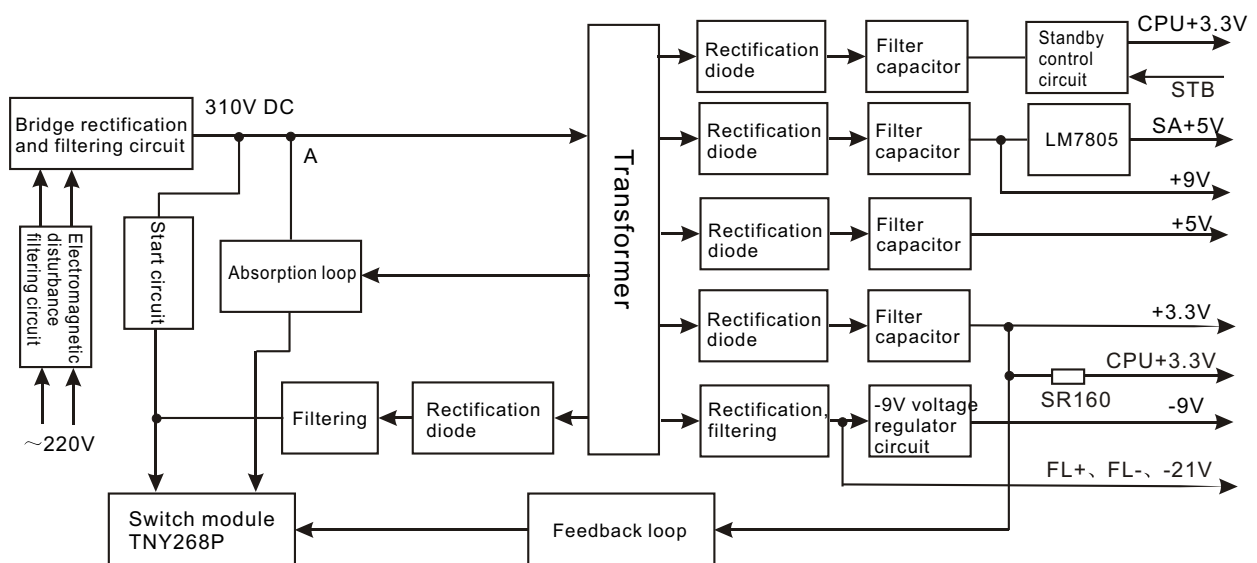 CPU+3.3V
Rectification
diode
Filter
capacitor
Standby
control
circuit
STB
310V DC
Bridge rectification
and filtering circuit
A
Transformer
Rectification
diode
Filter
capacitor
LM7805
SA+5V
+9V
Electromagnetic
disturbance
filtering circuit
Start circuit
Absorption loop
Rectification
diode
Filter
capacitor
+5V
Rectification
diode
Filter
capacitor
+3.3V
CPU+3.3V
SR160
Filtering
Rectification
diode
Rectification,
filtering
-9V voltage
regulator
circuit
-9V
～220V
FL+、FL-、-21V
Switch module
TNY268P
Feedback loop